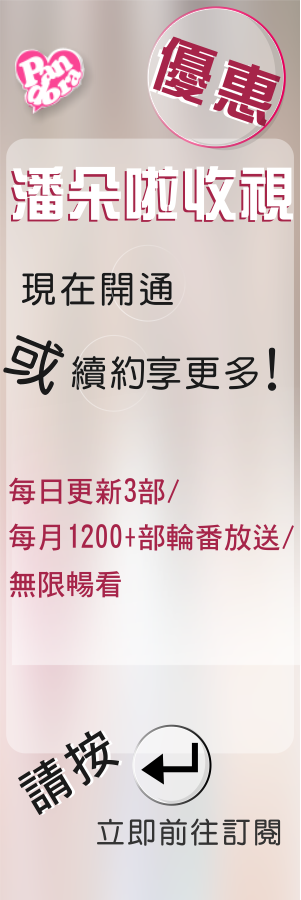 Pandora
優惠
潘朵啦收視
現在開通
或 續約享更多!
每日更新3部/
每月1200+部輪番放送/
無限暢看
請按
立即前往訂閱